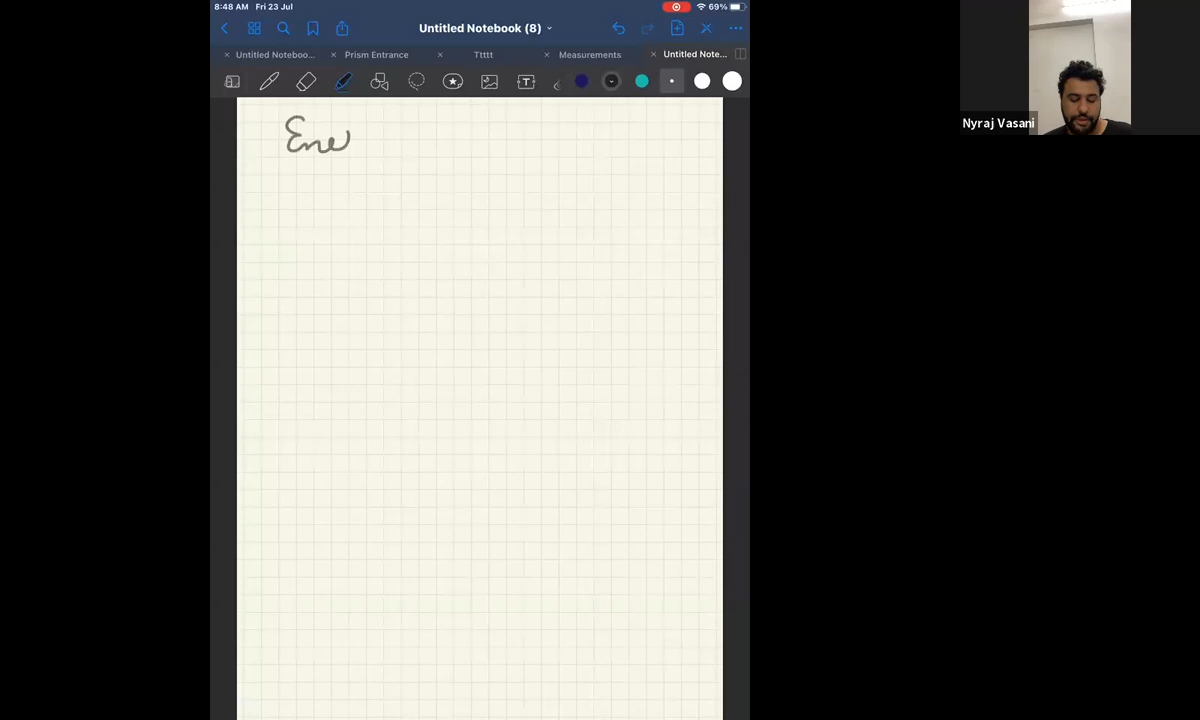 8:48 AM Fri 23 Jul
69%
Untitled Notebook (8)
Untitled Noteboo...
Prism Entrance
Ttttt
Measurements
Untitled Note...
T
Ene
Nyraj Vasani